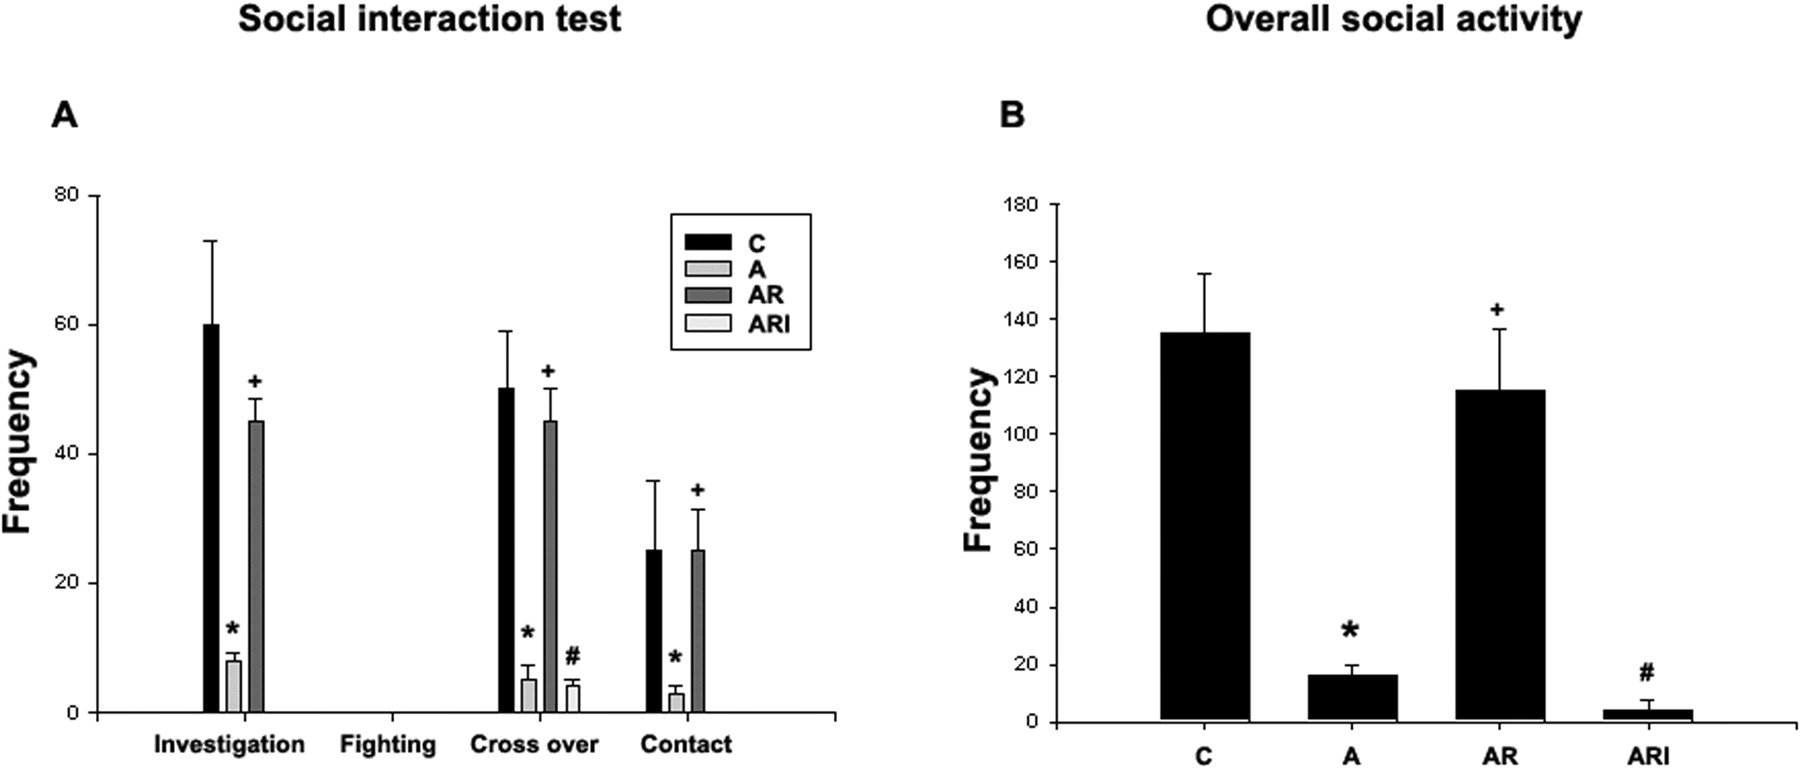 Social interaction test
Overall social activity
A
B
80
60
40
20
0
Frequency
+
+
+
*
*
*
#
C
A
AR
ARI
Investigation Fighting Cross over Contact
180
160
140
120
100
80
60
40
20
0
Frequency
+
*
#
C A AR ARI